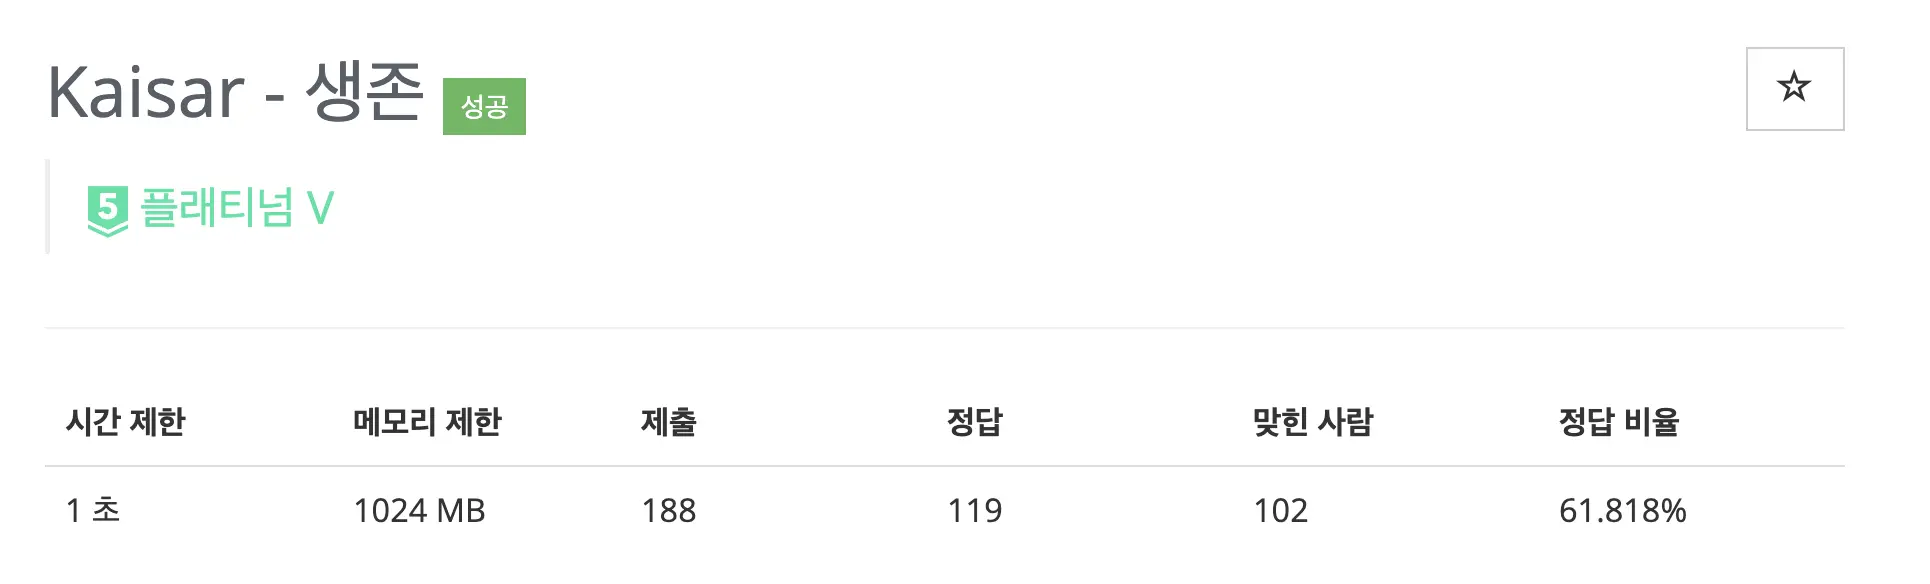 Kaisar - 생존 성공
5 플래티넘 V
시간 제한 메모리 제한 제출 정답 맞힌 사람 정답 비율
1 초 1024 MB 188 119 102 61.818%